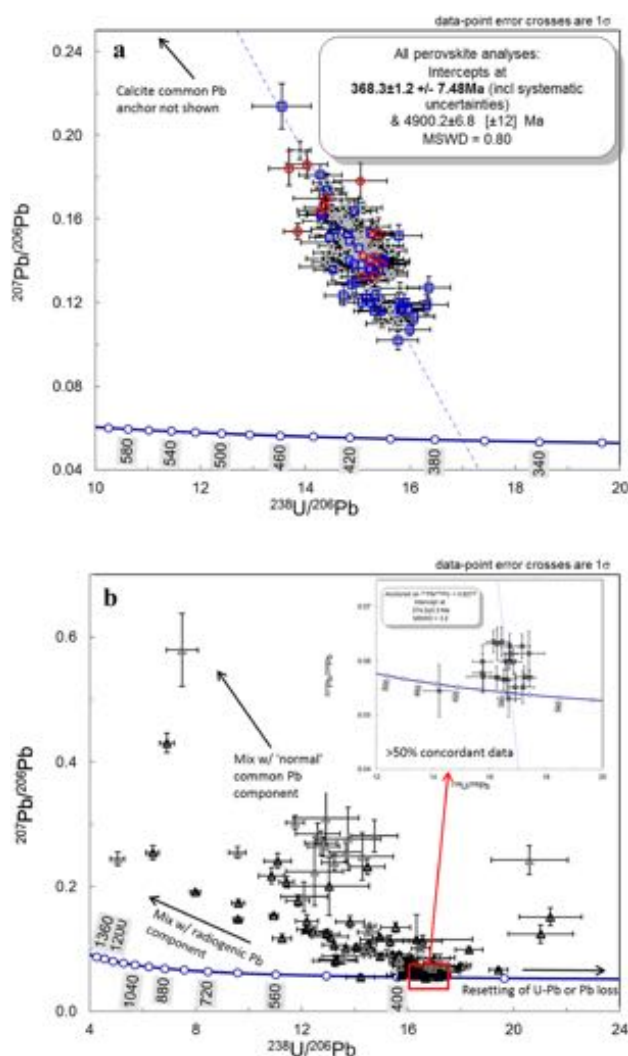 data-point error crosses are 1σ
a
Calcite common Pb
anchor not shown
All perovskite analyses:
Intercepts at
368.3±1.2 +/- 7.48Ma (incl systematic
uncertainties)
& 4900.2±6.8 [±12] Ma
MSWD = 0.80
0.24
0.20
0.16
0.12
0.08
0.04
207Pb/206Pb
580
540
500
460
420
380
340
10
12
14
16
18
20
238U/206Pb
data-point error crosses are 1σ
b
0.6
0.4
0.2
0.0
207Pb/206Pb
Mix w/ 'normal'
common Pb
component
Mix w/ radiogenic Pb
component
>50% concordant data
Resetting of U-Pb or Pb loss
1360
1200
1040
880
720
560
400
4
8
12
16
20
24
238U/206Pb